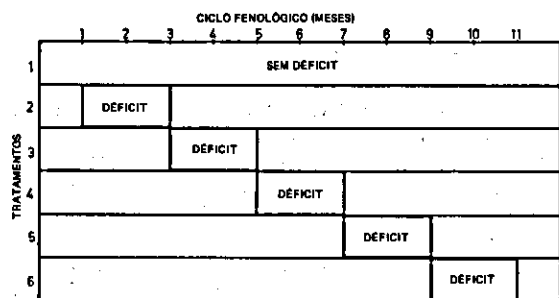 CICLO FENOLÓGICO (MESES)
1 2 3 4 5 6 7 8 9 10 11
TRATAMENTOS
1 SEM DÉFICIT
2 DÉFICIT
3 DÉFICIT
4 DÉFICIT
5 DÉFICIT
6 DÉFICIT